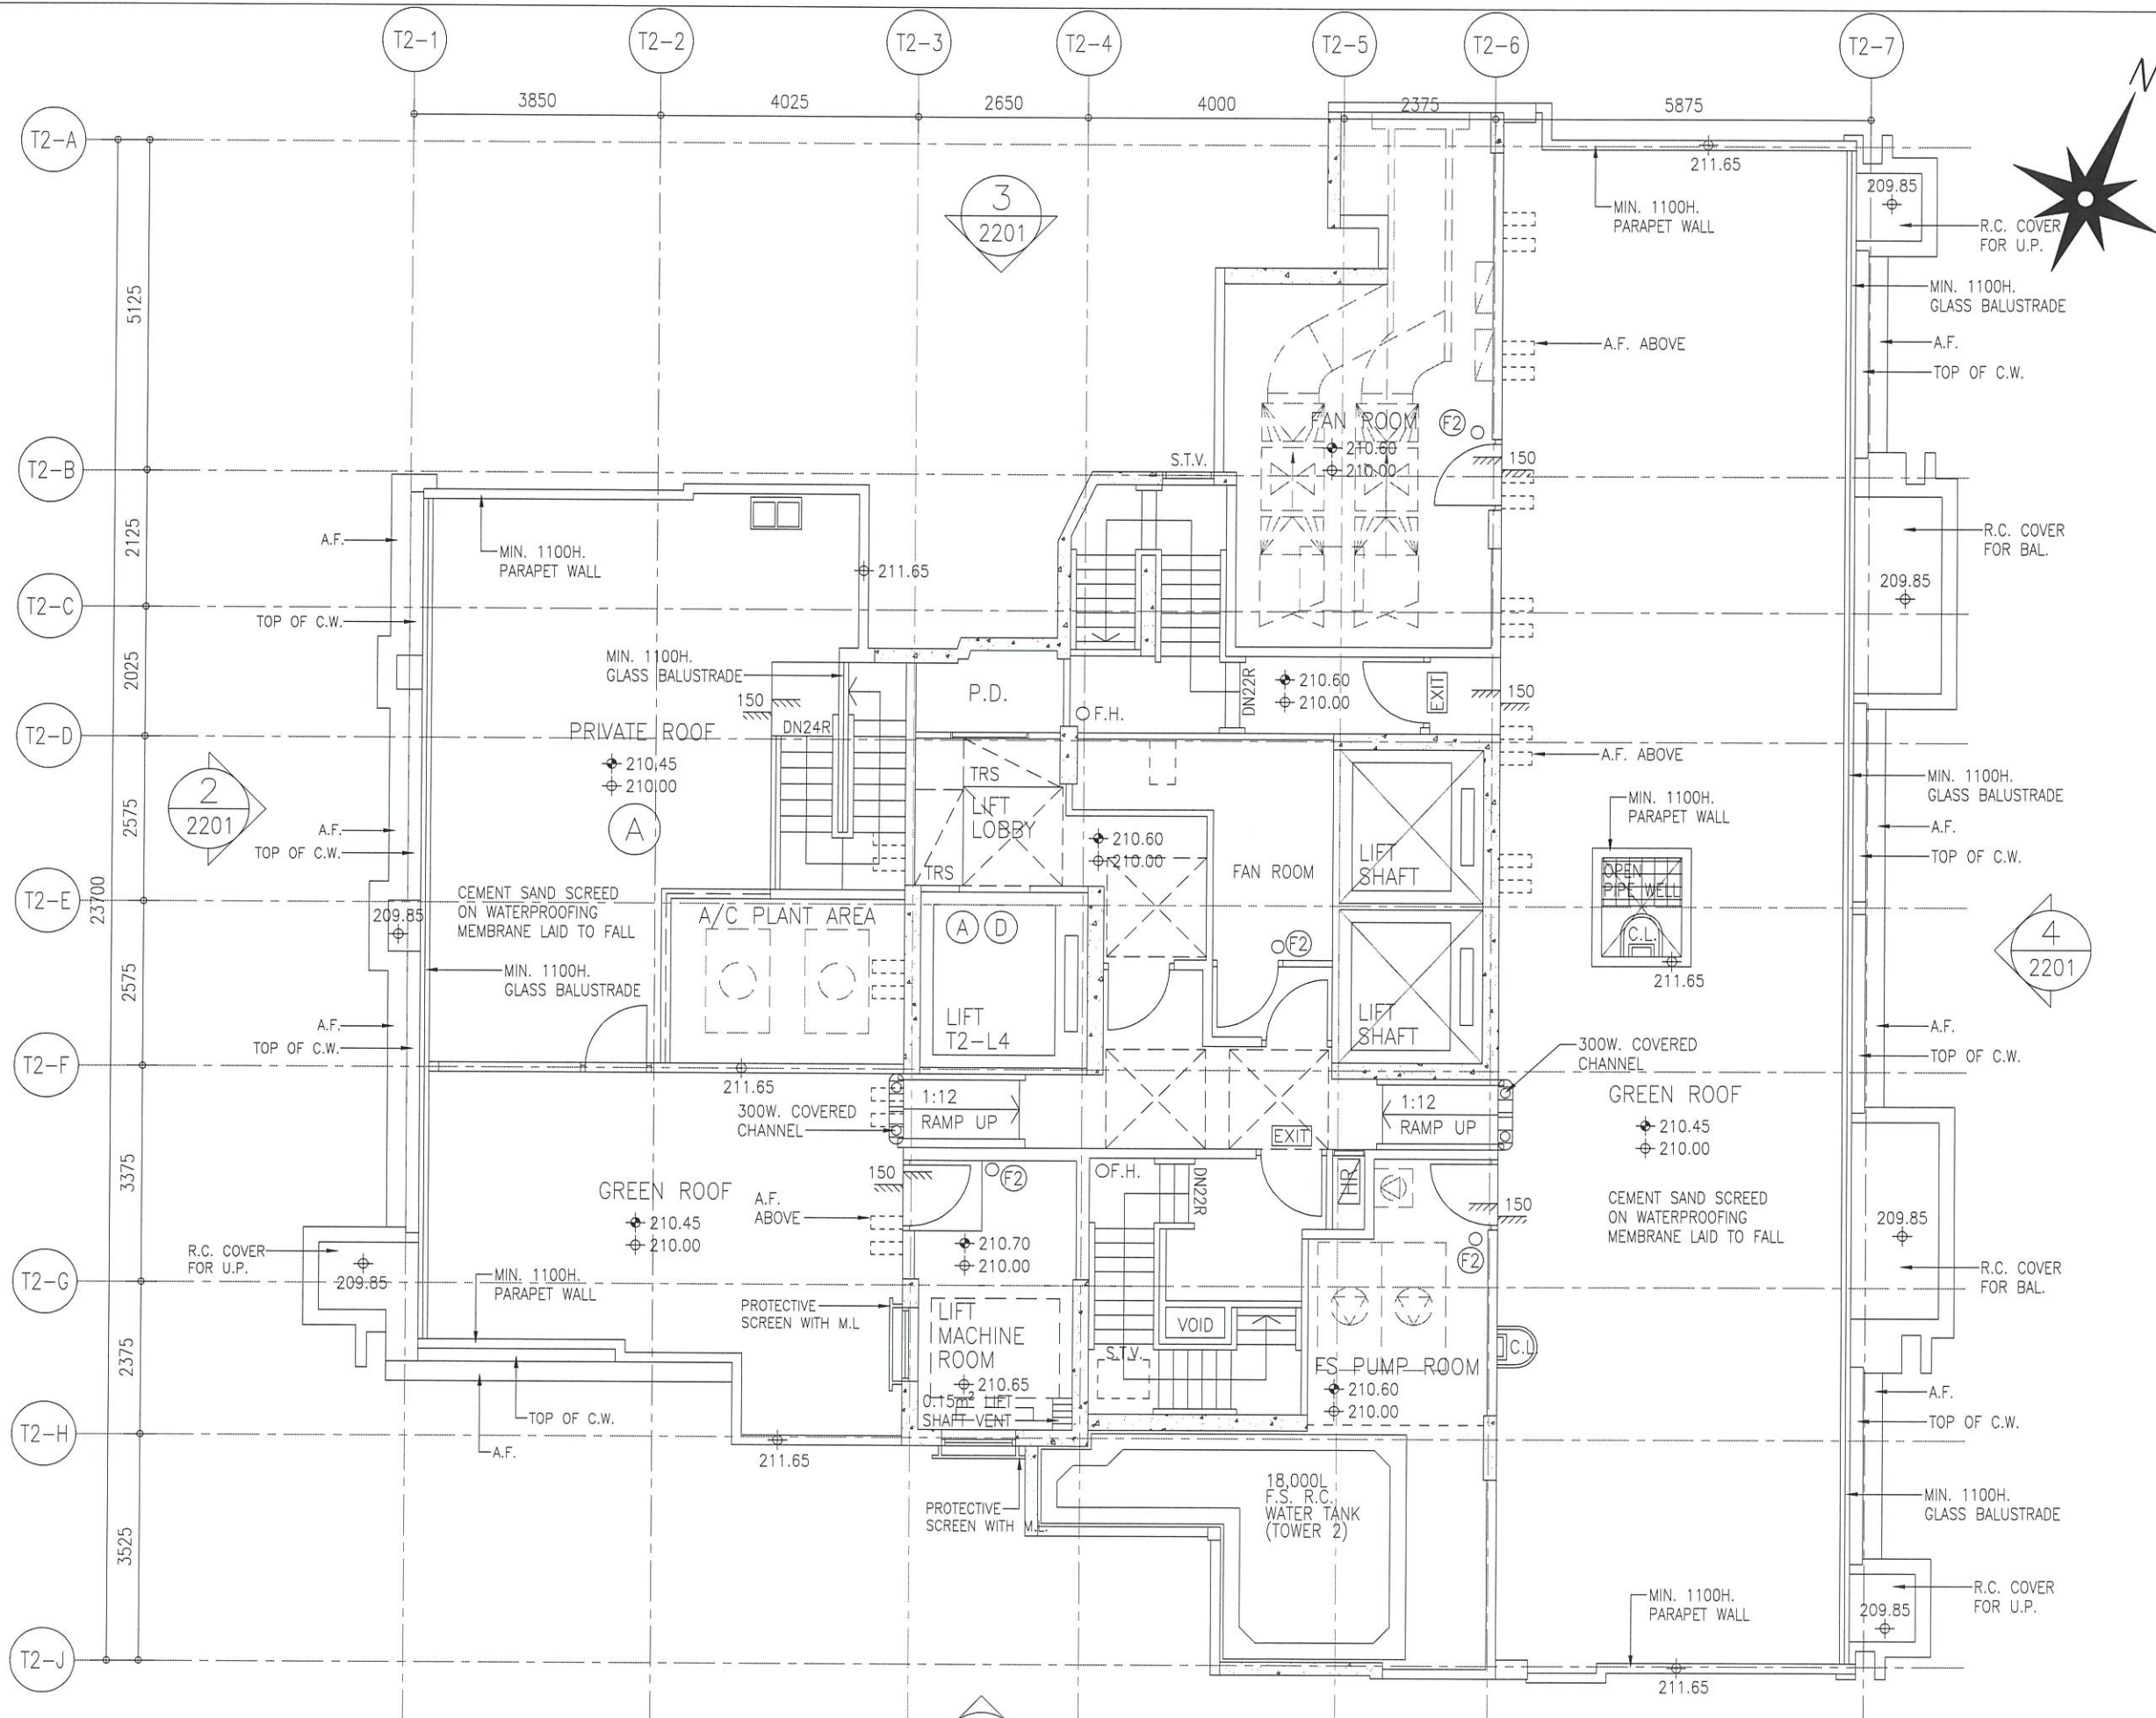 T2-1
T2-2
T2-3
T2-4
T2-5
T2-6
T2-7
N
3850
4025
2650
4000
2375
5875
T2-A
T2-B
T2-C
T2-D
T2-E
T2-F
T2-G
T2-H
T2-J
5125
2125
2025
2575
2575
3375
2375
3525
23700
3
2201
2
2201
4
2201
211.65
MIN. 1100H.
PARAPET WALL
209.85
R.C. COVER
FOR U.P.
MIN. 1100H.
GLASS BALUSTRADE
A.F.
TOP OF C.W.
A.F. ABOVE
FAN ROOM
F2
210.60
210.00
150
S.T.V.
R.C. COVER
FOR BAL.
209.85
A.F.
MIN. 1100H.
PARAPET WALL
211.65
TOP OF C.W.
MIN. 1100H.
GLASS BALUSTRADE
150
P.D.
F.H.
DN22R
210.60
210.00
EXIT
150
PRIVATE ROOF
210.45
210.00
A
DN24R
TRS
LIFT
LOBBY
TRS
210.60
210.00
FAN ROOM
LIFT
SHAFT
A.F. ABOVE
MIN. 1100H.
PARAPET WALL
MIN. 1100H.
GLASS BALUSTRADE
A.F.
TOP OF C.W.
A.F.
TOP OF C.W.
CEMENT SAND SCREED
ON WATERPROOFING
MEMBRANE LAID TO FALL
209.85
A/C PLANT AREA
A
D
F2
OPEN
PIPE WELL
C.L.
211.65
MIN. 1100H.
GLASS BALUSTRADE
LIFT
T2-L4
LIFT
SHAFT
A.F.
TOP OF C.W.
A.F.
TOP OF C.W.
211.65
300W. COVERED
CHANNEL
1:12
RAMP UP
EXIT
1:12
RAMP UP
300W. COVERED
CHANNEL
GREEN ROOF
210.45
210.00
GREEN ROOF
210.45
210.00
A.F.
ABOVE
150
F2
F.H.
DN22R
HR
150
CEMENT SAND SCREED
ON WATERPROOFING
MEMBRANE LAID TO FALL
209.85
R.C. COVER
FOR U.P.
209.85
210.70
210.00
F2
R.C. COVER
FOR BAL.
MIN. 1100H.
PARAPET WALL
PROTECTIVE
SCREEN WITH M.L
LIFT
MACHINE
ROOM
210.65
0.15m² LIFT
SHAFT VENT
VOID
S.T.V.
FS PUMP ROOM
210.60
210.00
C.L
A.F.
TOP OF C.W.
TOP OF C.W.
A.F.
211.65
PROTECTIVE
SCREEN WITH M.L.
18,000L
F.S. R.C.
WATER TANK
(TOWER 2)
MIN. 1100H.
GLASS BALUSTRADE
MIN. 1100H.
PARAPET WALL
209.85
R.C. COVER
FOR U.P.
211.65